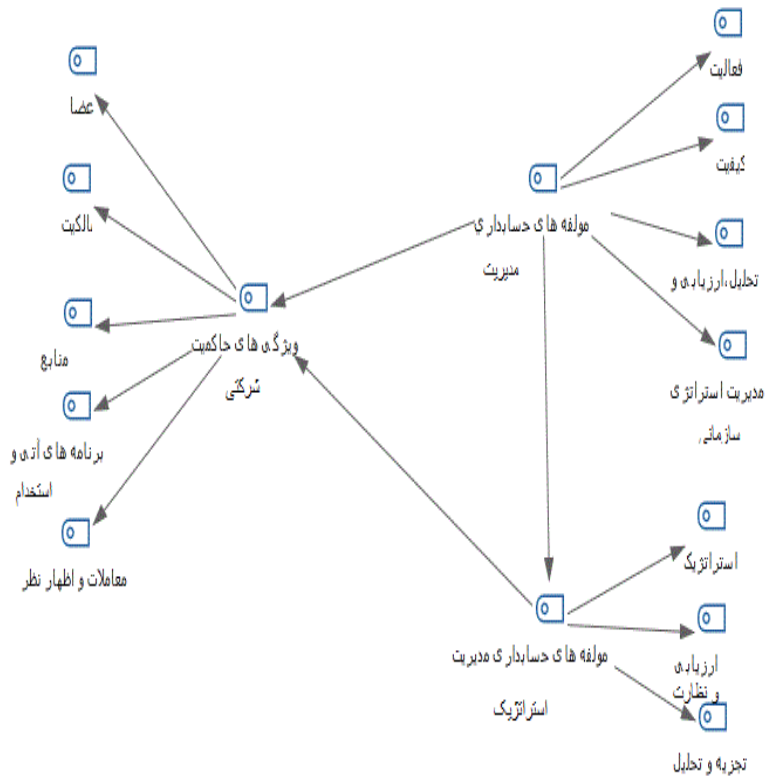 فعالیت
کیفیت
تحلیل،ارزیابی و
مدیریت استراتژی
سازمانی
مولفه های حسابداری
مدیریت
عضا
مالکیت
منابع
برنامه های آتی و
استخدام
معاملات و اظهار نظر
ویژگی های حاکمیت
شرکتی
استراتژیک
ارزیابی
و نظارت
تجزیه و تحلیل
مولفه های حسابداری مدیریت
استراتژیک